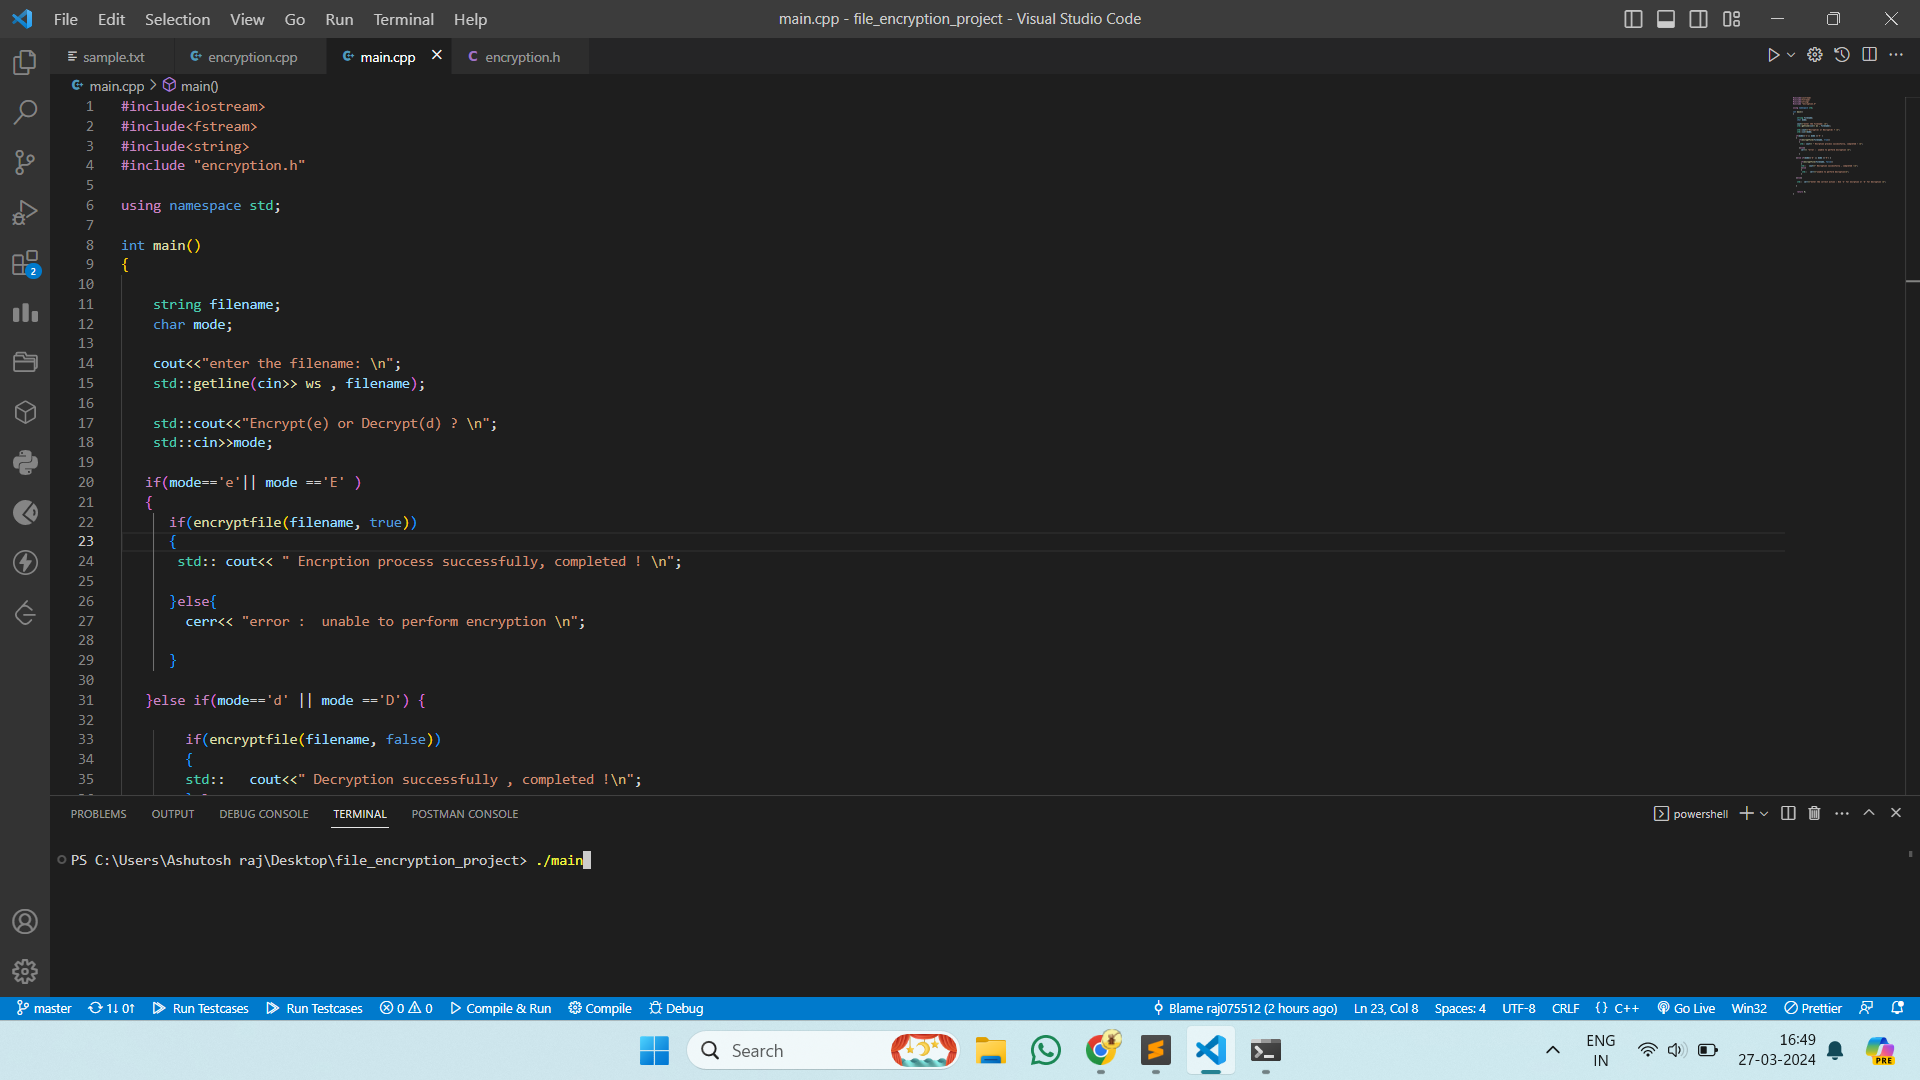 File Edit Selection View Go Run Terminal Help main.cpp - file_encryption_project - Visual Studio Code
sample.txt encryption.cpp main.cpp encryption.h
main.cpp > main()
1 #include<iostream>
2 #include<fstream>
3 #include<string>
4 #include "encryption.h"
5
6 using namespace std;
7
8 int main()
9 {
10
11 string filename;
12 char mode;
13
14 cout<<"enter the filename: \n";
15 std::getline(cin>> ws , filename);
16
17 std::cout<<"Encrypt(e) or Decrypt(d) ? \n";
18 std::cin>>mode;
19
20 if(mode=='e'|| mode =='E' )
21 {
22 if(encryptfile(filename, true))
23 {
24 std:: cout<< " Encrption process successfully, completed ! \n";
25
26 }else{
27 cerr<< "error :  unable to perform encryption \n";
28
29 }
30
31 }else if(mode=='d' || mode =='D') {
32
33 if(encryptfile(filename, false))
34 {
35 std::   cout<<" Decryption successfully , completed !\n";
PROBLEMS OUTPUT DEBUG CONSOLE TERMINAL POSTMAN CONSOLE powershell
PS C:\Users\Ashutosh raj\Desktop\file_encryption_project> ./main
2
master 1↓ 0↑ Run Testcases Run Testcases 0 0 Compile & Run Compile Debug Blame raj075512 (2 hours ago) Ln 23, Col 8 Spaces: 4 UTF-8 CRLF {} C++ Go Live Win32 Prettier
Search ENG 16:49
IN 27-03-2024 PRE